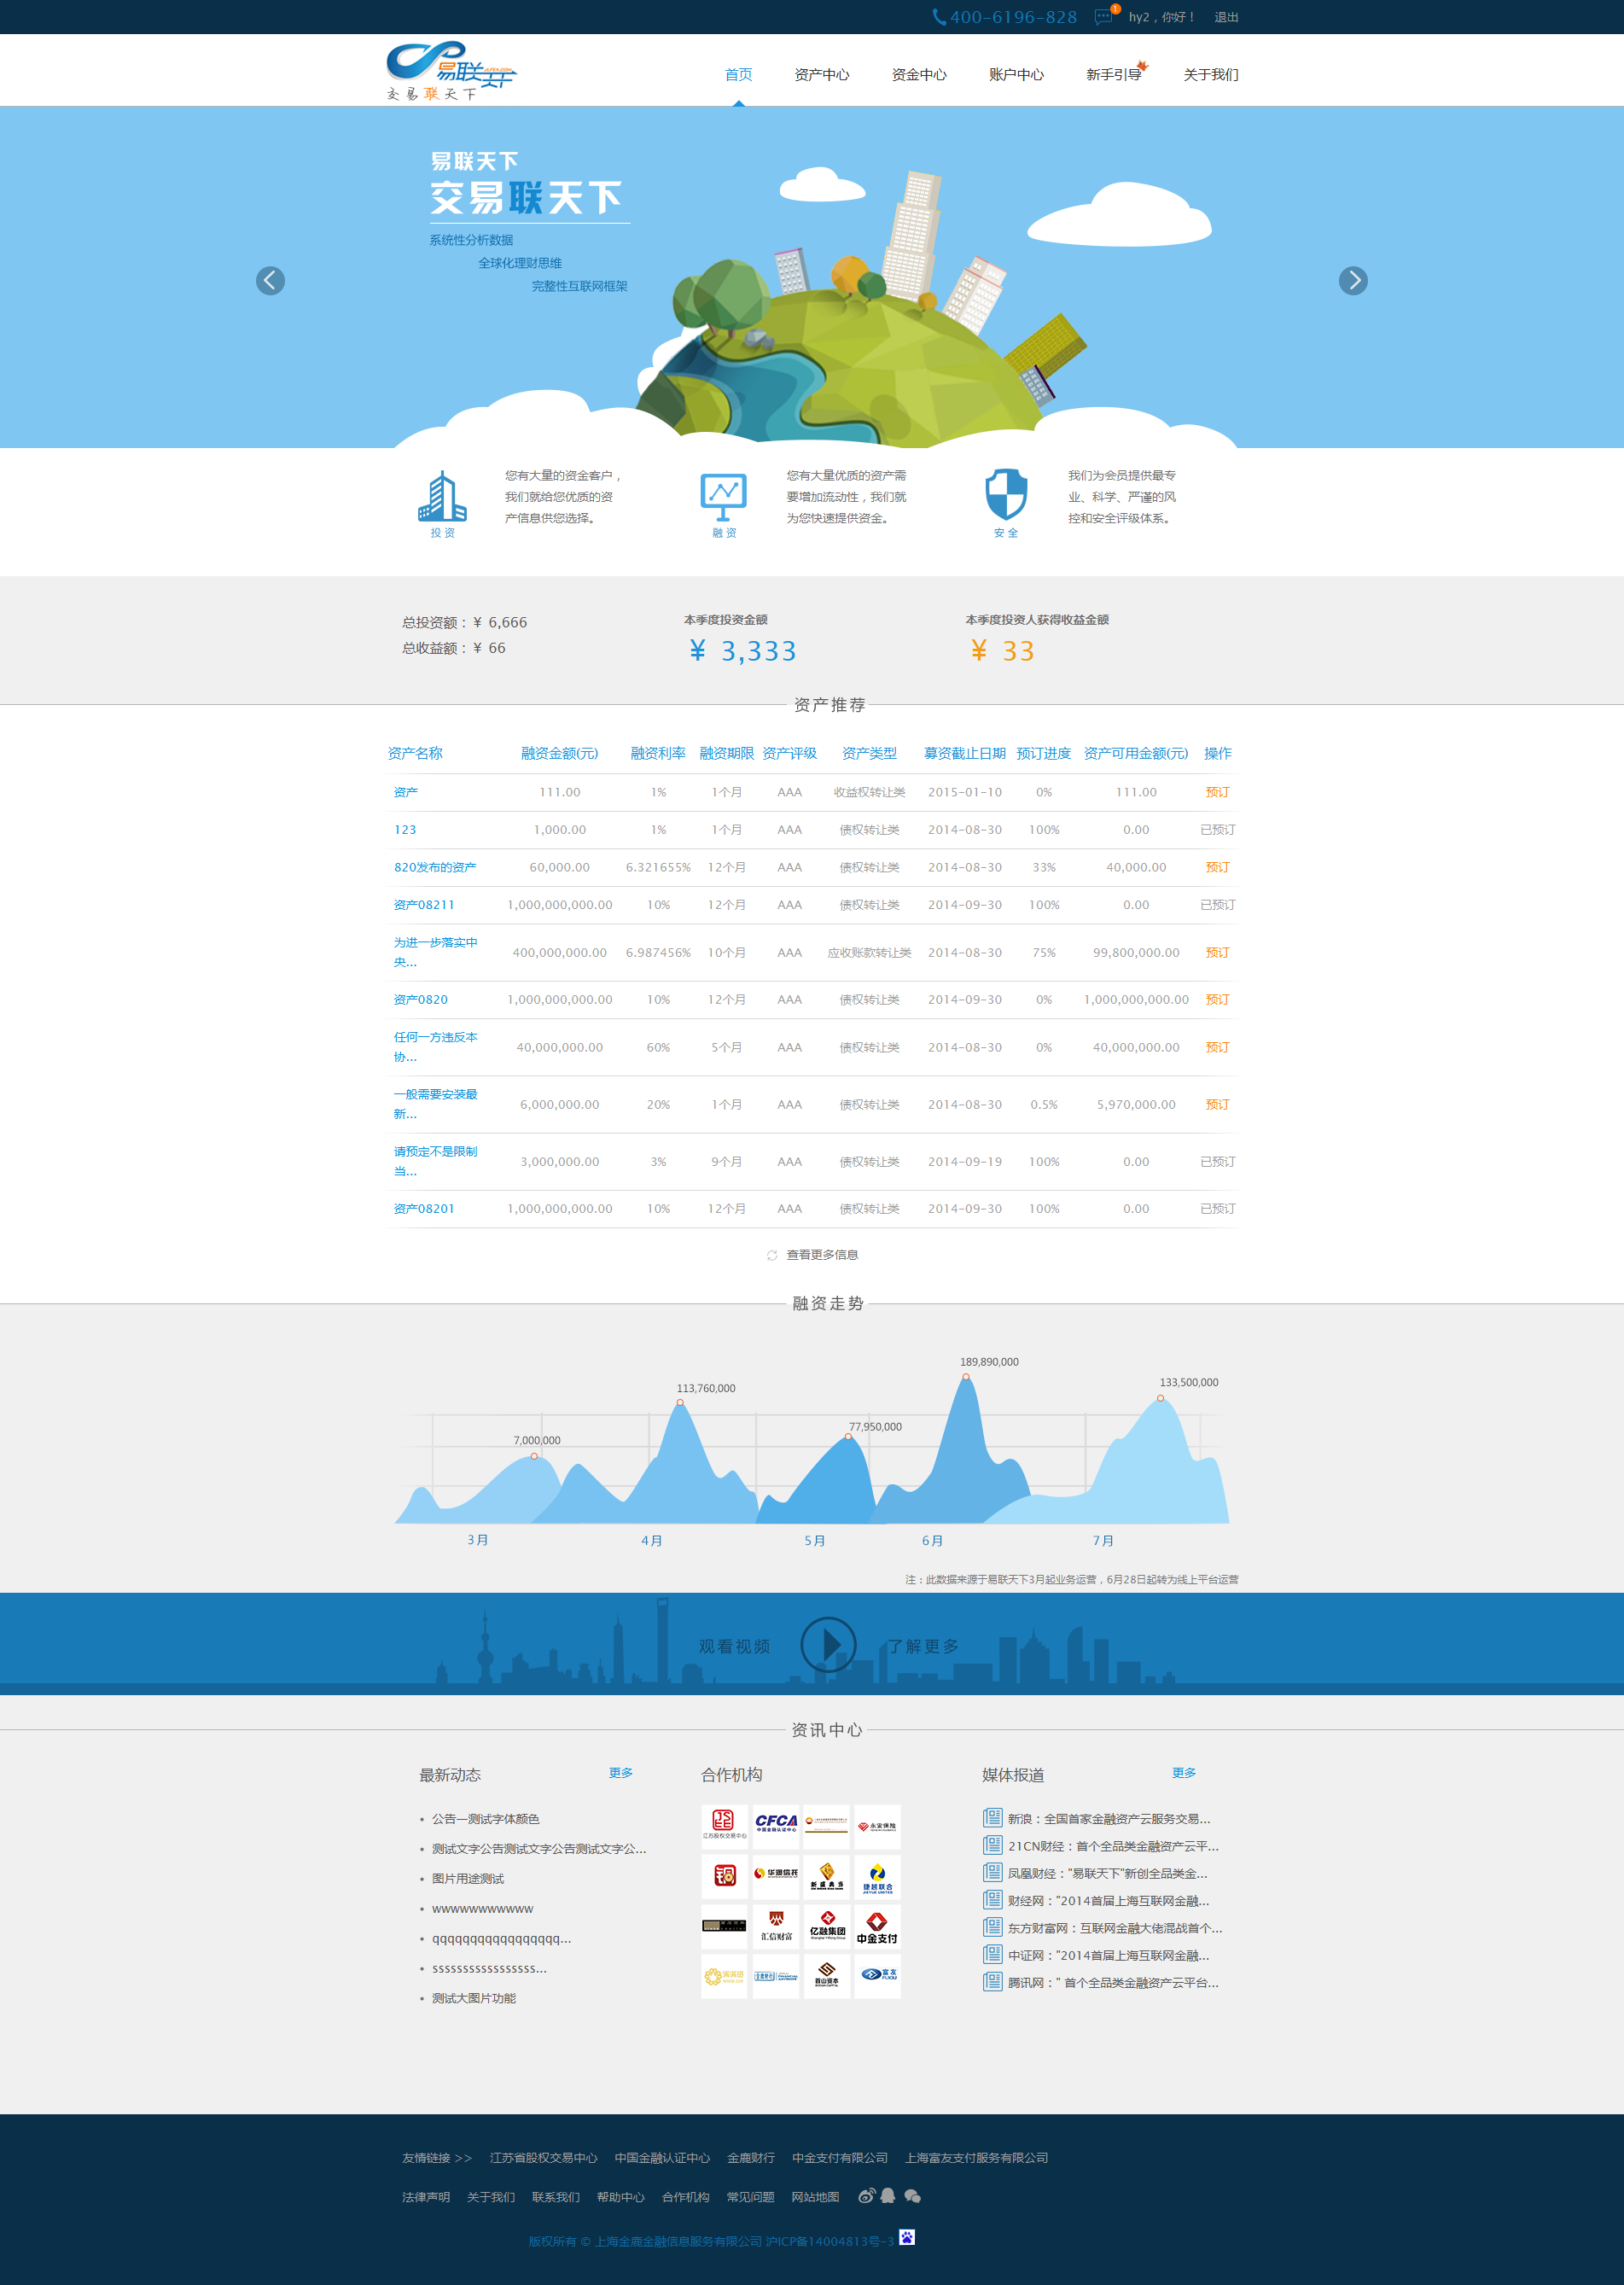 400-6196-828
1
hy2，你好！
退出
易联天下
交易联天下
首页
资产中心
资金中心
账户中心
新手引导
关于我们
易联天下
交易联天下
系统性分析数据
全球化理财思维
完整性互联网框架
投 资
您有大量的资金客户，
我们就给您优质的资
产信息供您选择。
融 资
您有大量优质的资产需
要增加流动性，我们就
为您快速提供资金。
安 全
我们为会员提供最专
业、科学、严谨的风
控和安全评级体系。
总投资额：¥ 6,666
总收益额：¥ 66
本季度投资金额
¥ 3,333
本季度投资人获得收益金额
¥ 33
资产推荐
资产名称 融资金额(元) 融资利率 融资期限 资产评级 资产类型 募资截止日期 预订进度 资产可用金额(元) 操作
资产 111.00 1% 1个月 AAA 收益权转让类 2015-01-10 0% 111.00 预订
123 1,000.00 1% 1个月 AAA 债权转让类 2014-08-30 100% 0.00 已预订
820发布的资产 60,000.00 6.321655% 12个月 AAA 债权转让类 2014-08-30 33% 40,000.00 预订
资产08211 1,000,000,000.00 10% 12个月 AAA 债权转让类 2014-09-30 100% 0.00 已预订
为进一步落实中
央... 400,000,000.00 6.987456% 10个月 AAA 应收账款转让类 2014-08-30 75% 99,800,000.00 预订
资产0820 1,000,000,000.00 10% 12个月 AAA 债权转让类 2014-09-30 0% 1,000,000,000.00 预订
任何一方违反本
协... 40,000,000.00 60% 5个月 AAA 债权转让类 2014-08-30 0% 40,000,000.00 预订
一般需要安装最
新... 6,000,000.00 20% 1个月 AAA 债权转让类 2014-08-30 0.5% 5,970,000.00 预订
请预定不是限制
当... 3,000,000.00 3% 9个月 AAA 债权转让类 2014-09-19 100% 0.00 已预订
资产08201 1,000,000,000.00 10% 12个月 AAA 债权转让类 2014-09-30 100% 0.00 已预订
查看更多信息
融资走势
7,000,000
113,760,000
77,950,000
189,890,000
133,500,000
3月
4月
5月
6月
7月
注：此数据来源于易联天下3月起业务运营，6月28日起转为线上平台运营
观看视频
了解更多
资讯中心
最新动态
更多
• 公告一测试字体颜色
• 测试文字公告测试文字公告测试文字公...
• 图片用途测试
• wwwwwwwwwww
• qqqqqqqqqqqqqqqqq...
• sssssssssssssssss...
• 测试大图片功能
合作机构
江苏股权交易中心
CFCA
中国金融认证中心
永安保险
华澳信托
新盛典当
捷越联合
汇信财富
亿融集团
中金支付
首山资本
富友
FUIOU
媒体报道
更多
新浪：全国首家金融资产云服务交易...
21CN财经：首个全品类金融资产云平...
凤凰财经："易联天下"新创全品类金...
财经网："2014首届上海互联网金融...
东方财富网：互联网金融大佬混战首个...
中证网："2014首届上海互联网金融...
腾讯网：" 首个全品类金融资产云平台...
友情链接 >>
江苏省股权交易中心
中国金融认证中心
金鹿财行
中金支付有限公司
上海富友支付服务有限公司
法律声明
关于我们
联系我们
帮助中心
合作机构
常见问题
网站地图
版权所有 © 上海金鹿金融信息服务有限公司 沪ICP备14004813号-3